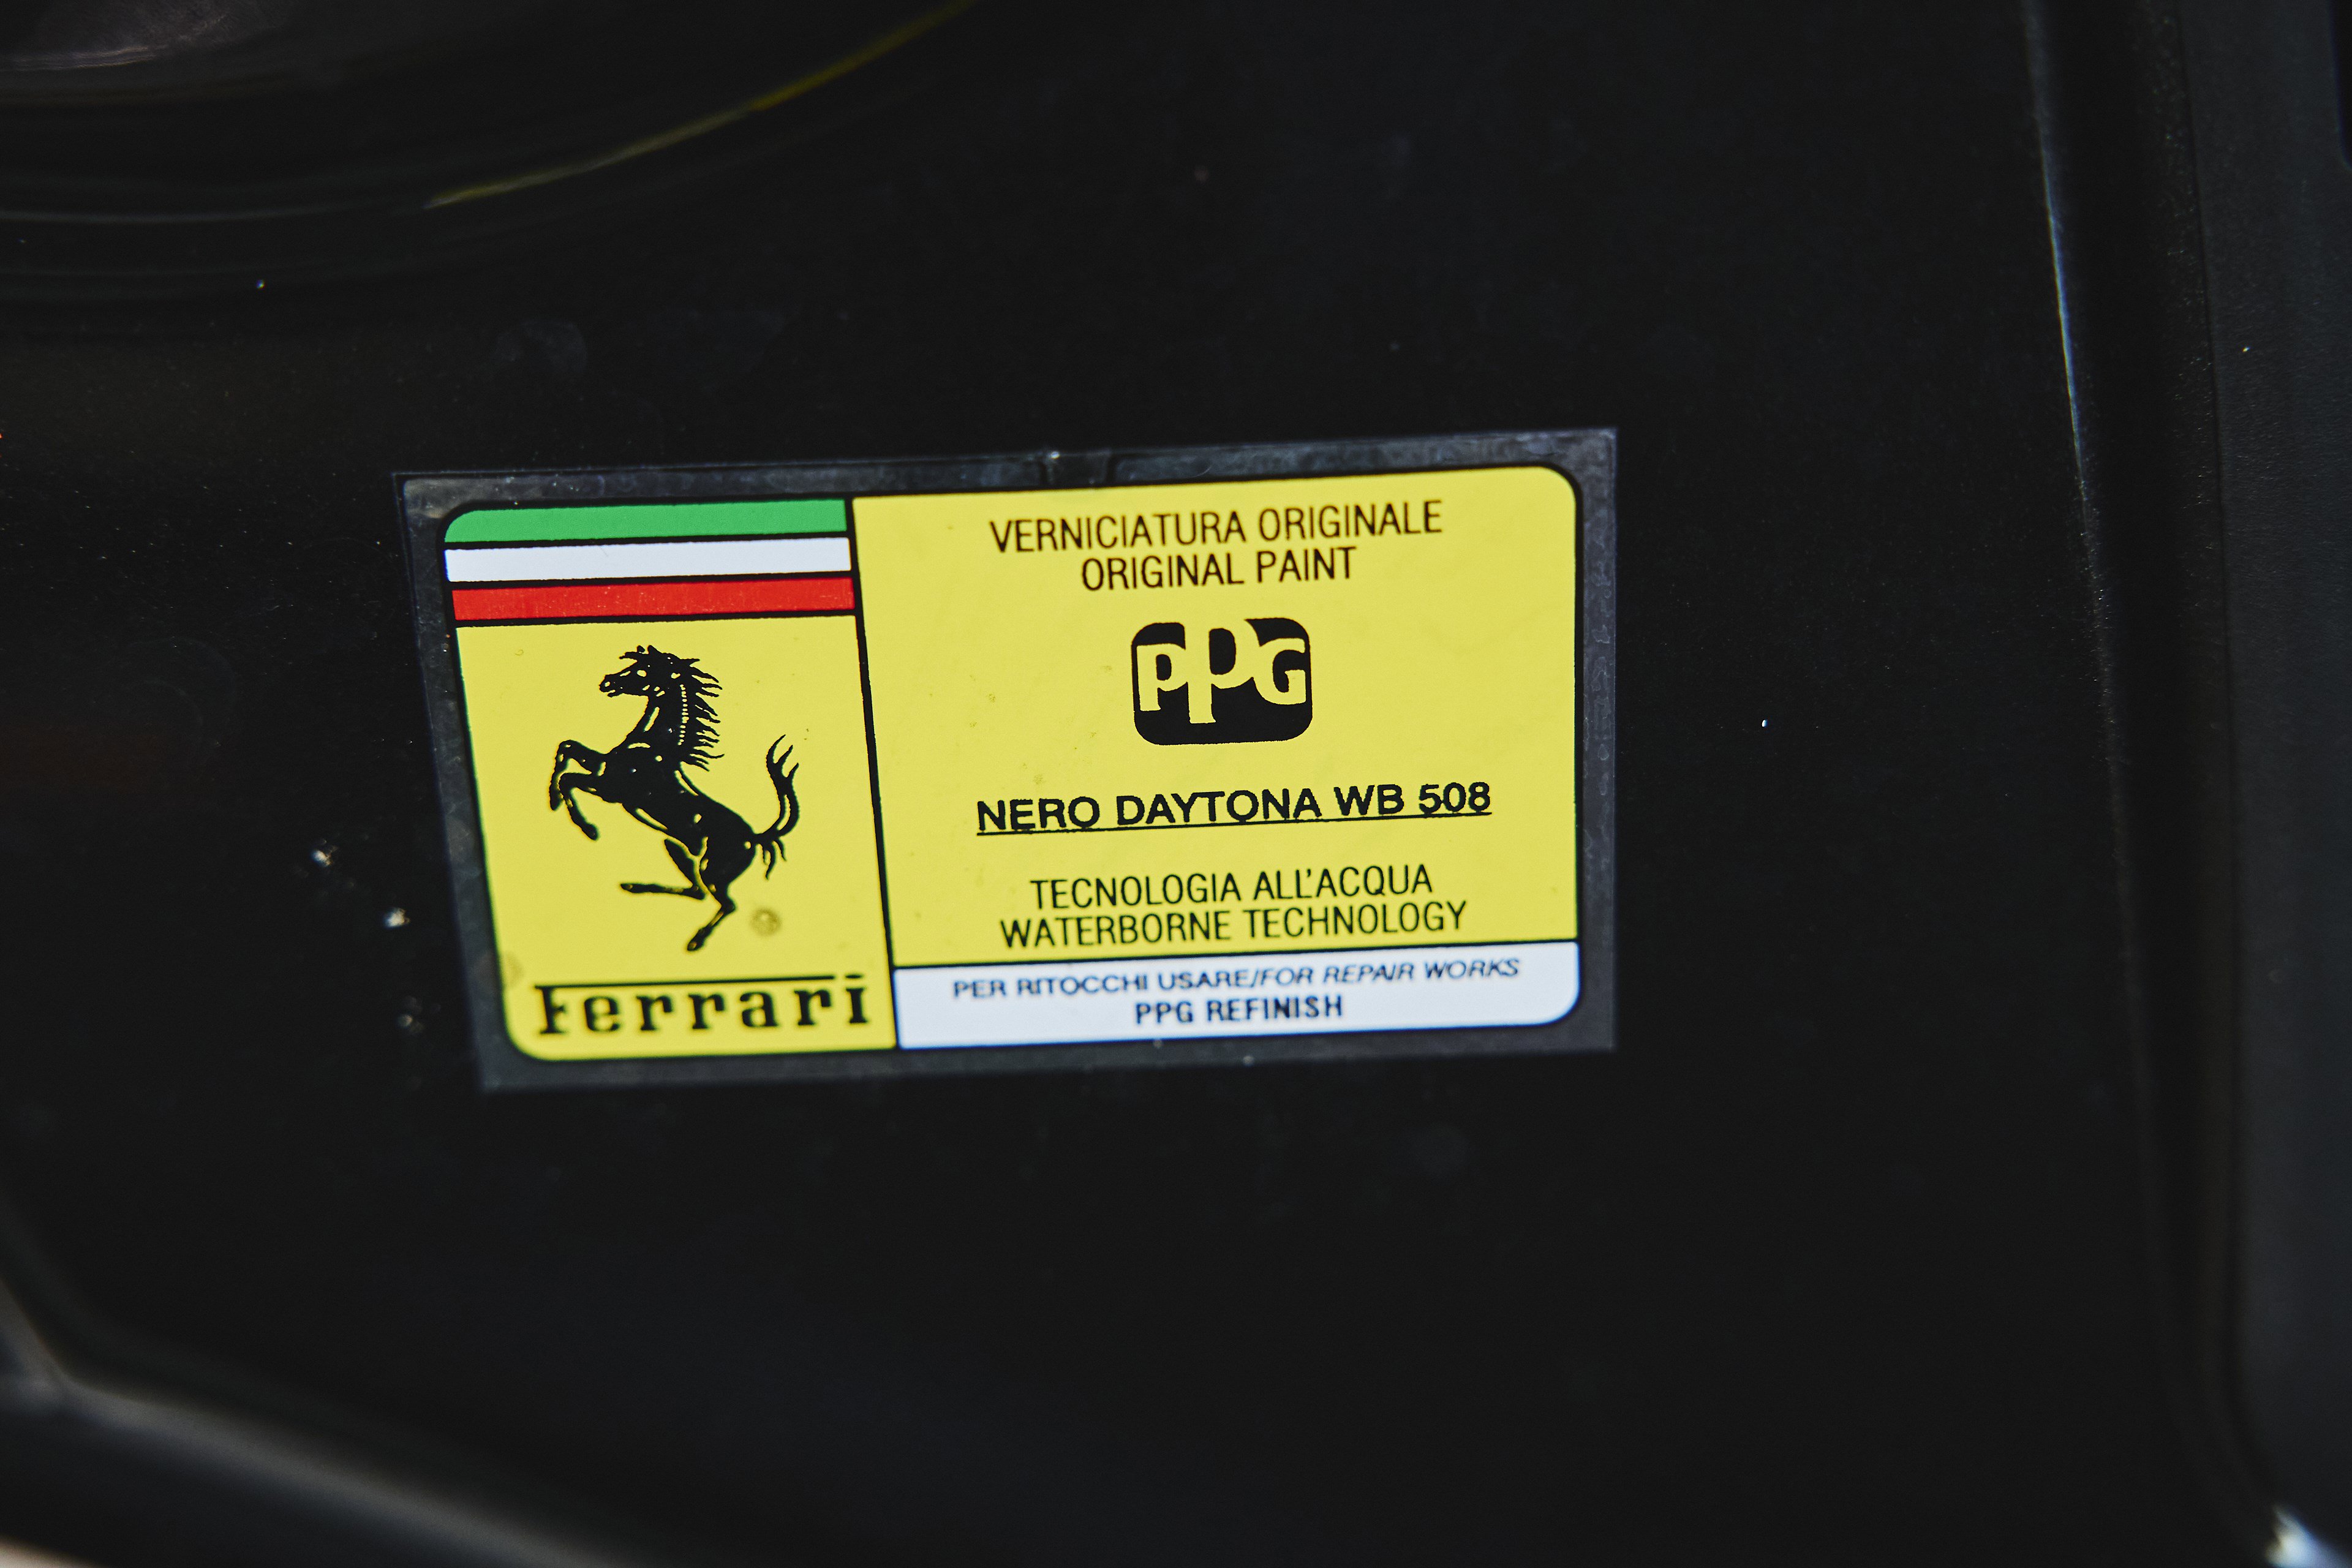 VERNICIATURA ORIGINALE
ORIGINAL PAINT
PPG
NERO DAYTONA WB 508
TECNOLOGIA ALL'ACQUA
WATERBORNE TECHNOLOGY
PER RITOCCHI USARE/FOR REPAIR WORKS
PPG REFINISH
Ferrari